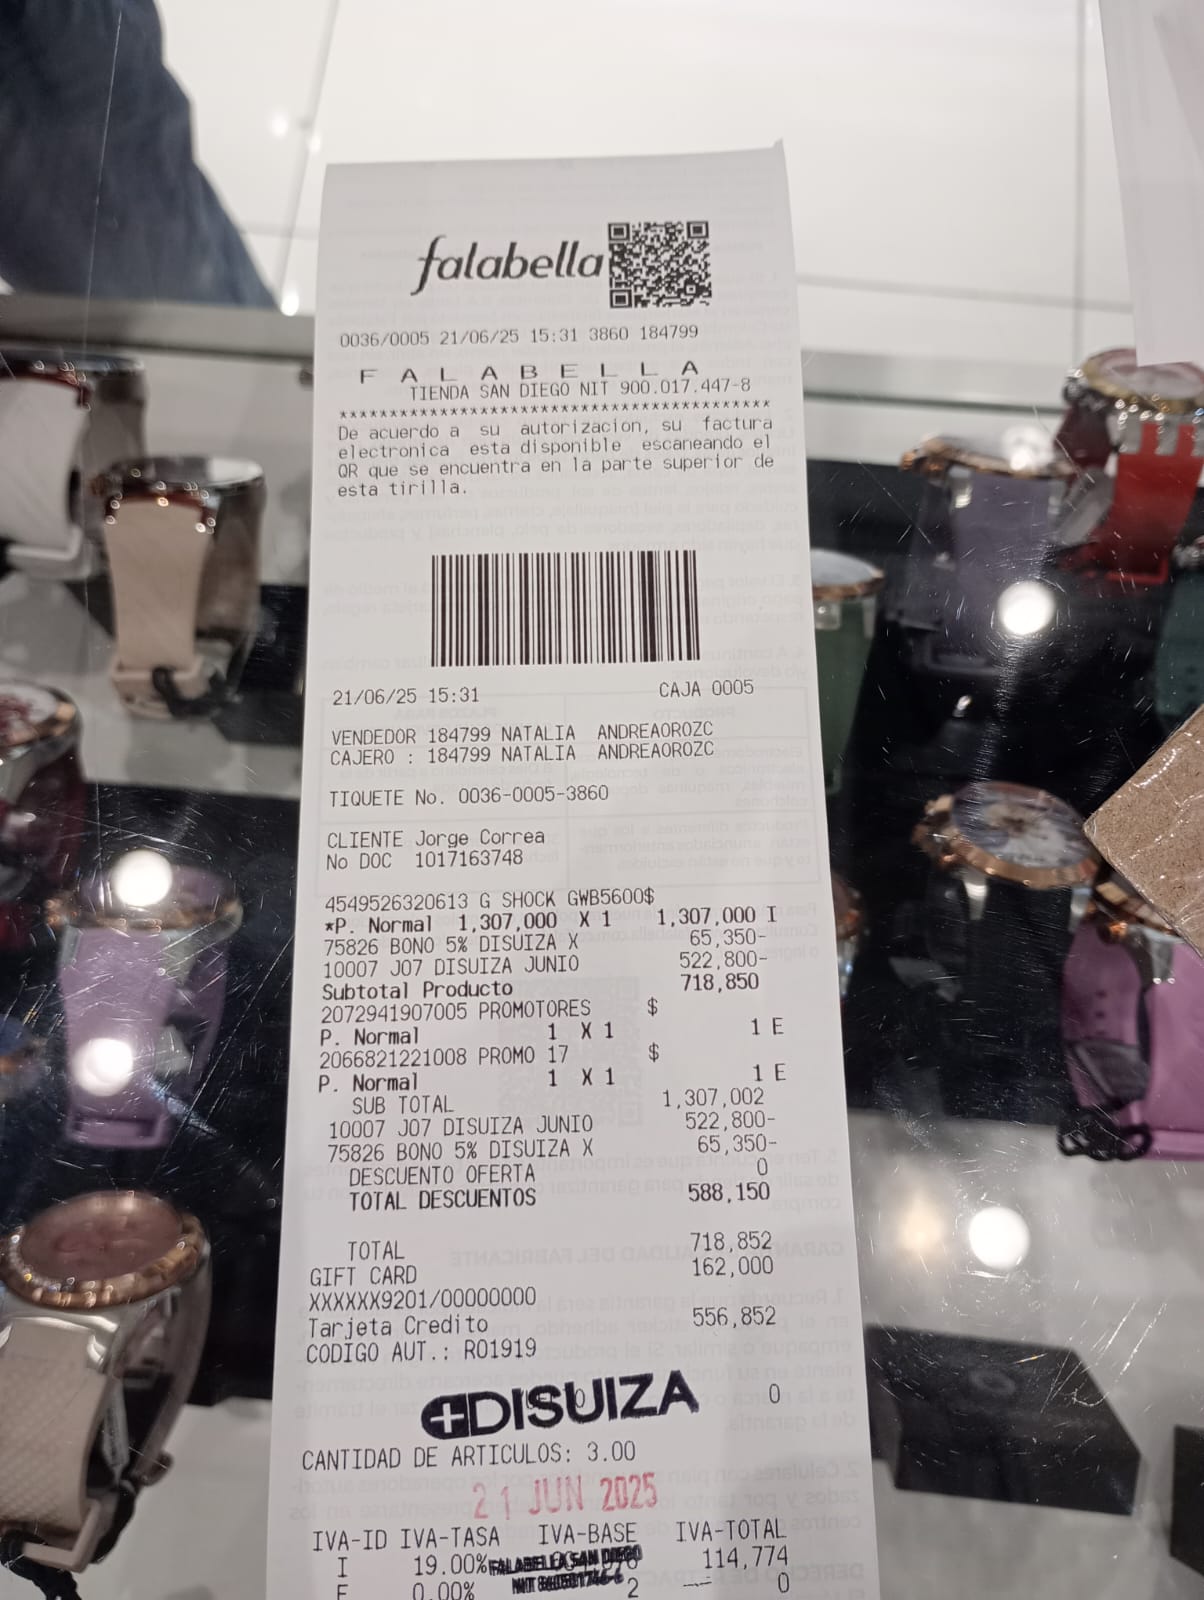 falabella
0036/0005 21/06/25 15:31 3860 184799
F A L A B E L L A
TIENDA SAN DIEGO NIT 900.017.447-8
******************************************
De acuerdo a su autorizacion, su factura
electronica esta disponible escaneando el
QR que se encuentra en la parte superior de
esta tirilla.
21/06/25 15:31 CAJA 0005
VENDEDOR 184799 NATALIA ANDREAOROZC
CAJERO : 184799 NATALIA ANDREAOROZC
TIQUETE No. 0036-0005-3860
CLIENTE Jorge Correa
No DOC 1017163748
4549526320613 G SHOCK GWB5600$
*P. Normal 1,307,000 X 1 1,307,000 I
75826 BONO 5% DISUIZA X 65,350-
10007 J07 DISUIZA JUNIO 522,800-
Subtotal Producto 718,850
2072941907005 PROMOTORES $
P. Normal 1 X 1 1 E
2066821221008 PROMO 17 $
P. Normal 1 X 1 1 E
SUB TOTAL 1,307,002
10007 J07 DISUIZA JUNIO 522,800-
75826 BONO 5% DISUIZA X 65,350-
DESCUENTO OFERTA 0
TOTAL DESCUENTOS 588,150
TOTAL 718,852
GIFT CARD 162,000
XXXXXX9201/00000000
Tarjeta Credito 556,852
CODIGO AUT.: R01919
DISUIZA 0
CANTIDAD DE ARTICULOS: 3.00
21 JUN 2025
IVA-ID IVA-TASA IVA-BASE IVA-TOTAL
I 19.00% 114,774
FALABELLA SAN DIEGO
E 0.00% 2 0
NIT